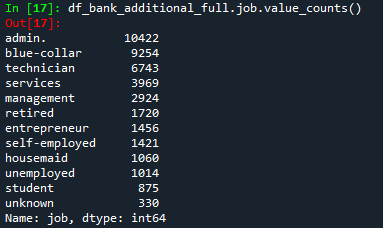 In [17]: df_bank_additional_full.job.value_counts()
Out[17]:
admin.           10422
blue-collar       9254
technician        6743
services          3969
management        2924
retired           1720
entrepreneur      1456
self-employed     1421
housemaid         1060
unemployed        1014
student            875
unknown            330
Name: job, dtype: int64